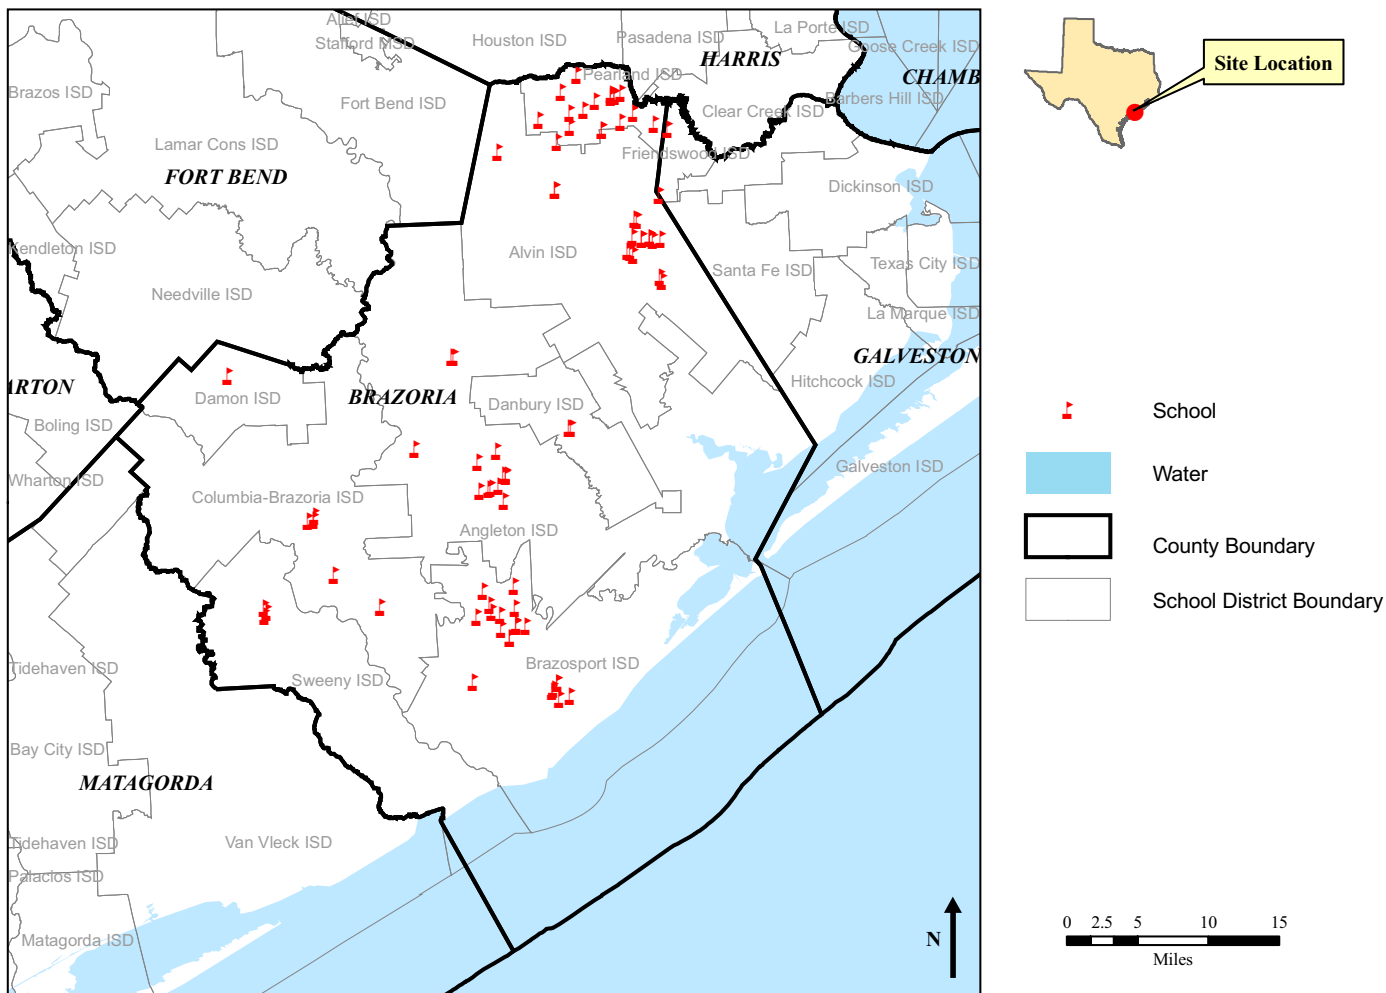 Alief ISD
Stafford MSD
Houston ISD
Pasadena ISD
La Porte ISD
Goose Creek ISD
HARRIS
CHAMB
Pearland ISD
Brazos ISD
Fort Bend ISD
Clear Creek ISD
Barbers Hill ISD
Lamar Cons ISD
FORT BEND
Friendswood ISD
Dickinson ISD
Kendleton ISD
Alvin ISD
Santa Fe ISD
Texas City ISD
Needville ISD
La Marque ISD
GALVESTON
ARTON
Damon ISD
BRAZORIA
Danbury ISD
Hitchcock ISD
Boling ISD
Wharton ISD
Columbia-Brazoria ISD
Galveston ISD
Angleton ISD
Tidehaven ISD
Sweeny ISD
Brazosport ISD
Bay City ISD
MATAGORDA
Tidehaven ISD
Van Vleck ISD
Palacios ISD
Matagorda ISD
N
Site Location
School
Water
County Boundary
School District Boundary
0 2.5 5 10 15
Miles